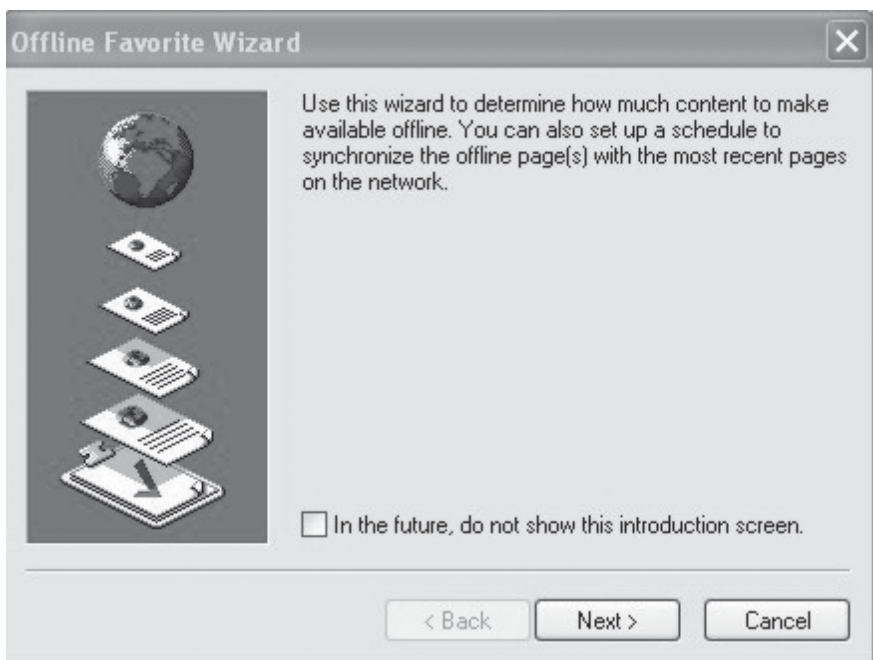 Offline Favorite Wizard
Use this wizard to determine how much content to make
available offline. You can also set up a schedule to
synchronize the offline page(s) with the most recent pages
on the network.
In the future, do not show this introduction screen.
< Back
Next >
Cancel